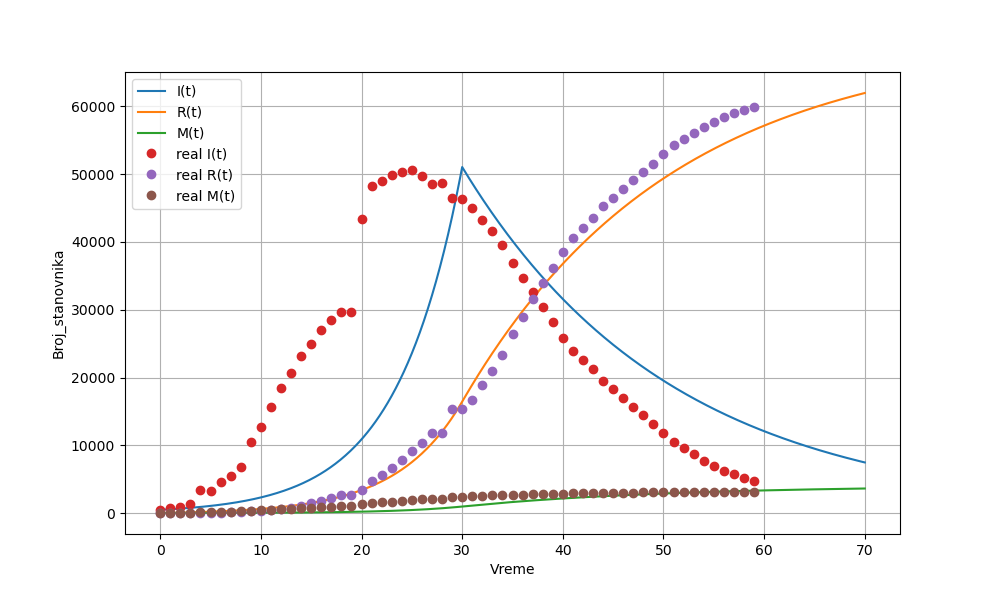 I(t)
R(t)
M(t)
real I(t)
real R(t)
real M(t)
60000
50000
40000
30000
20000
10000
0
Broj_stanovnika
0 10 20 30 40 50 60 70
Vreme